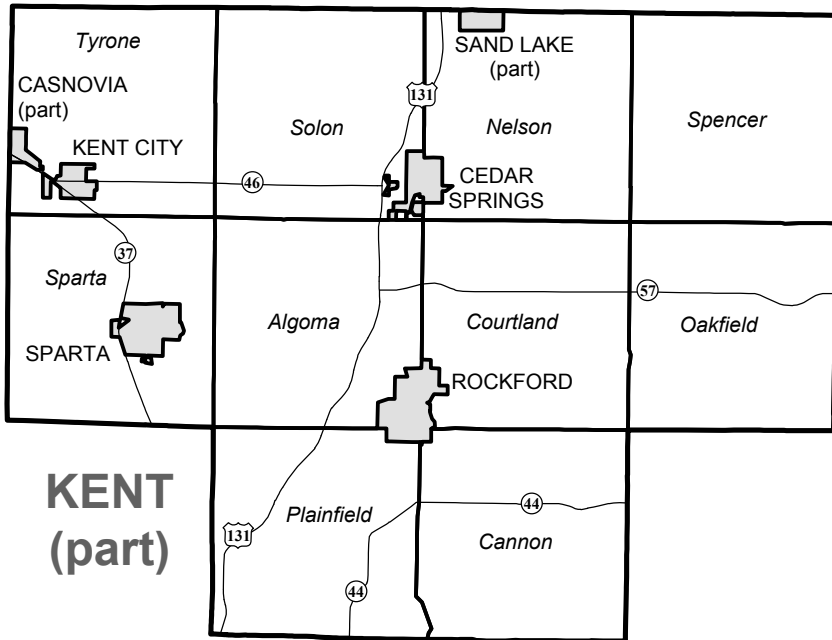 Tyrone
SAND LAKE
(part)
CASNOVIA
(part)
131
Solon
Nelson
Spencer
KENT CITY
46
CEDAR
SPRINGS
37
Sparta
57
Algoma
Courtland
Oakfield
SPARTA
ROCKFORD
KENT
(part)
44
Plainfield
131
Cannon
44